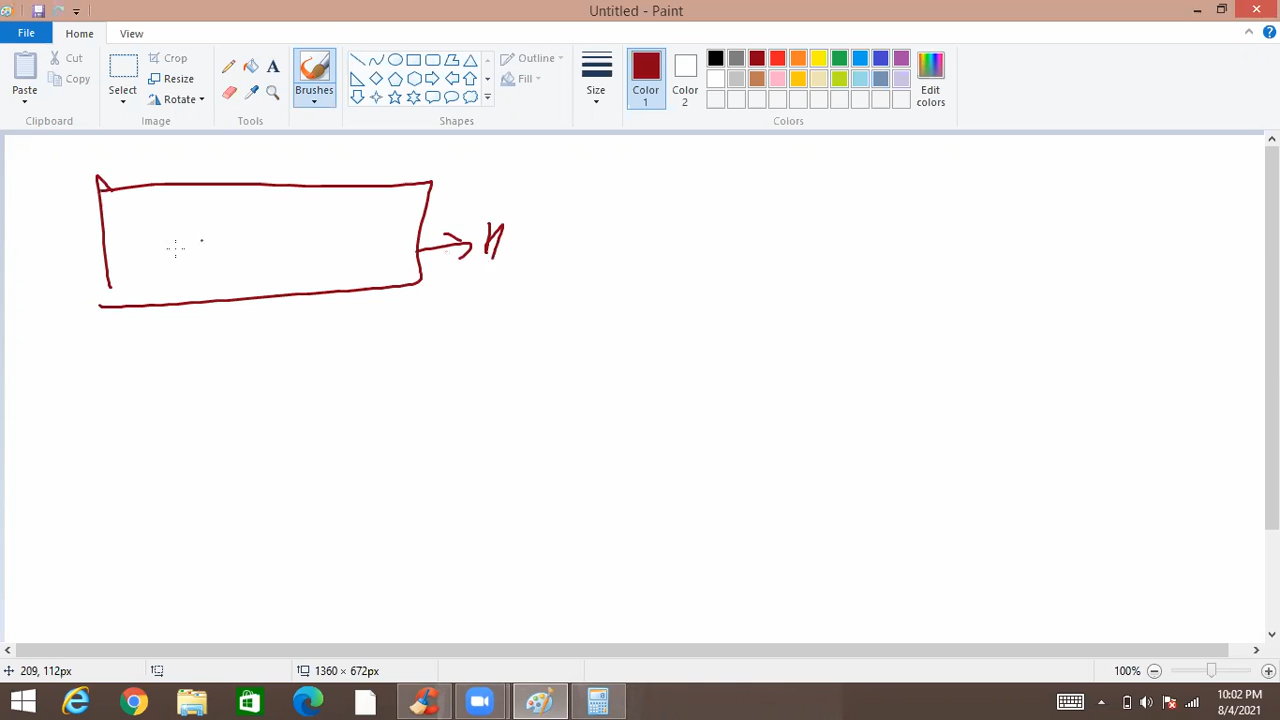 Untitled - Paint
File Home View
Paste
Cut
Copy
Clipboard
Select
Crop
Resize
Rotate
Image
Tools
Brushes
Shapes
Outline
Fill
Size
Color 1
Color 2
Edit colors
Colors
209, 112px
1360 × 672px
100%
10:02 PM
8/4/2021